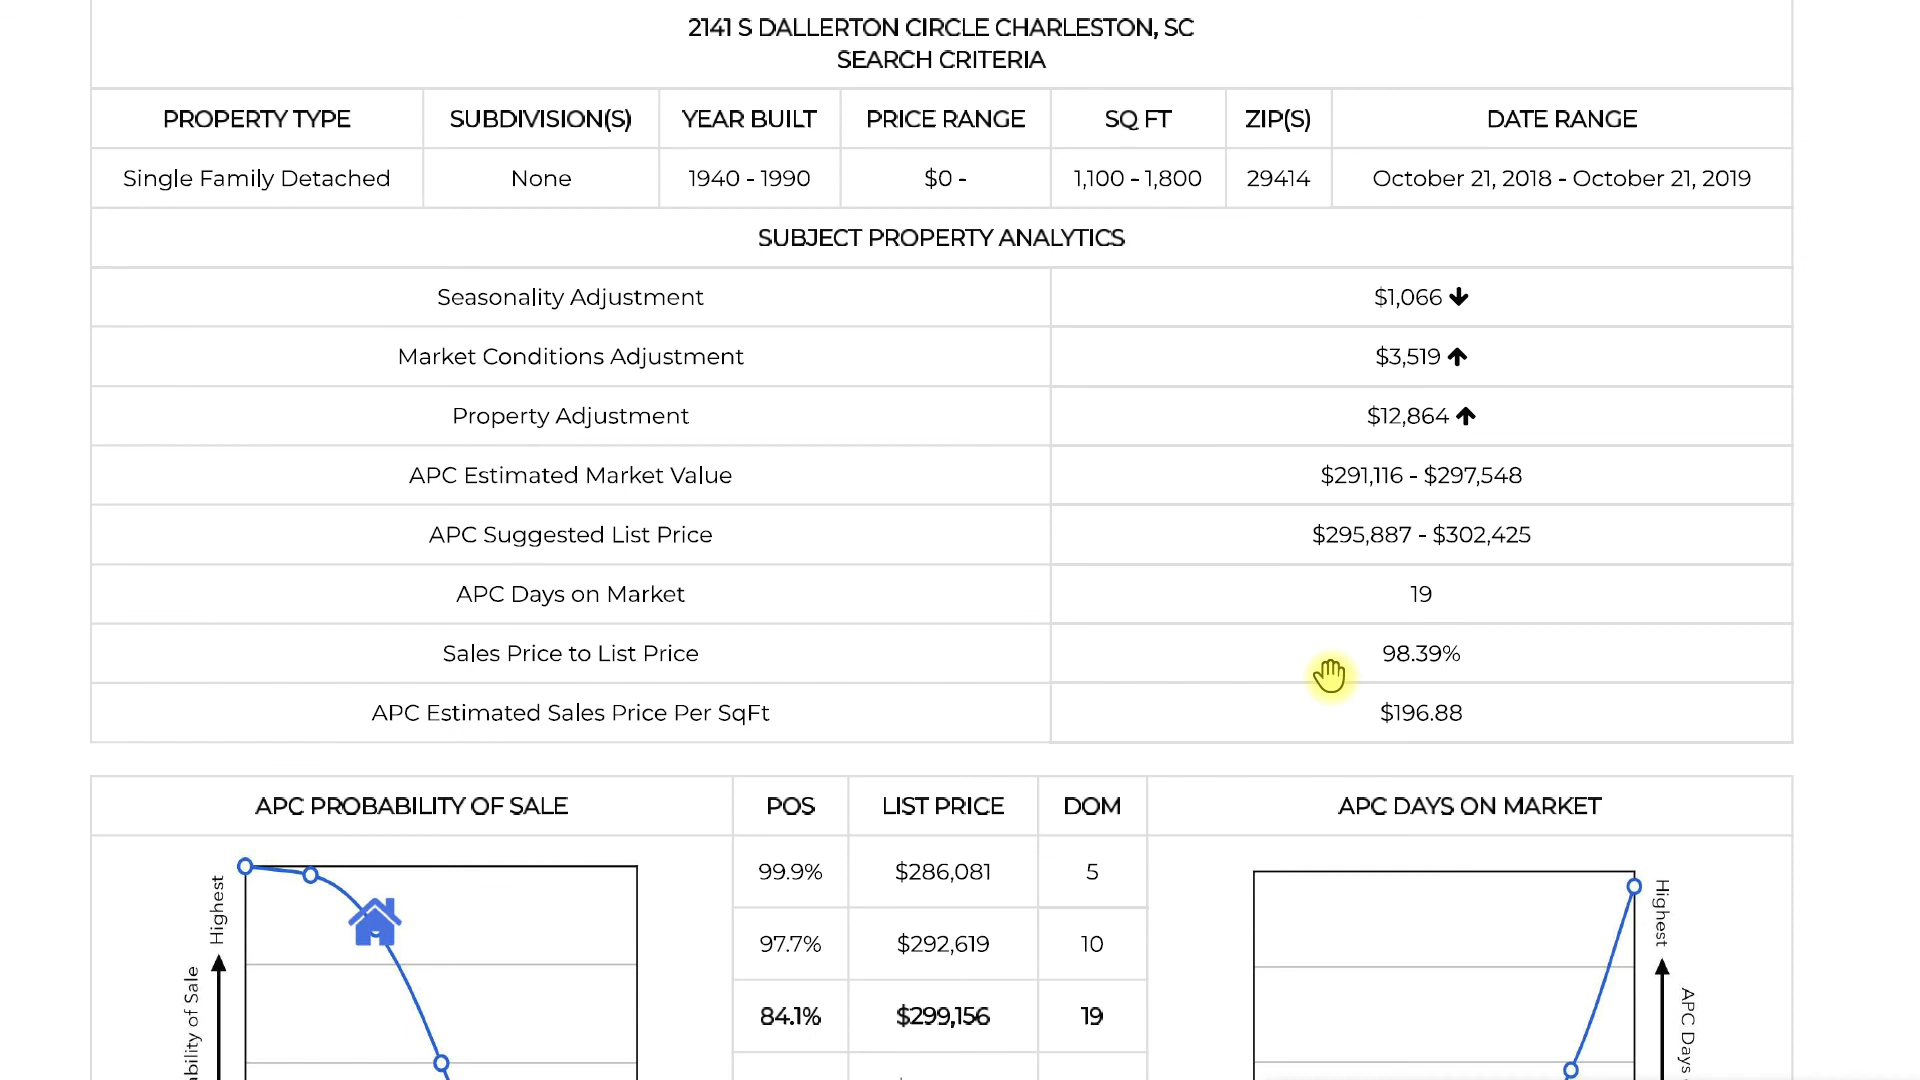 2141 S DALLERTON CIRCLE CHARLESTON, SC
SEARCH CRITERIA
PROPERTY TYPE SUBDIVISION(S) YEAR BUILT PRICE RANGE SQ FT ZIP(S) DATE RANGE
Single Family Detached None 1940 - 1990 $0 - 1,100 - 1,800 29414 October 21, 2018 - October 21, 2019
SUBJECT PROPERTY ANALYTICS
Seasonality Adjustment $1,066
Market Conditions Adjustment $3,519
Property Adjustment $12,864
APC Estimated Market Value $291,116 - $297,548
APC Suggested List Price $295,887 - $302,425
APC Days on Market 19
Sales Price to List Price 98.39%
APC Estimated Sales Price Per SqFt $196.88
APC PROBABILITY OF SALE POS LIST PRICE DOM APC DAYS ON MARKET
99.9% $286,081 5
97.7% $292,619 10
84.1% $299,156 19
Highest
of Sale
Highest
APC Days